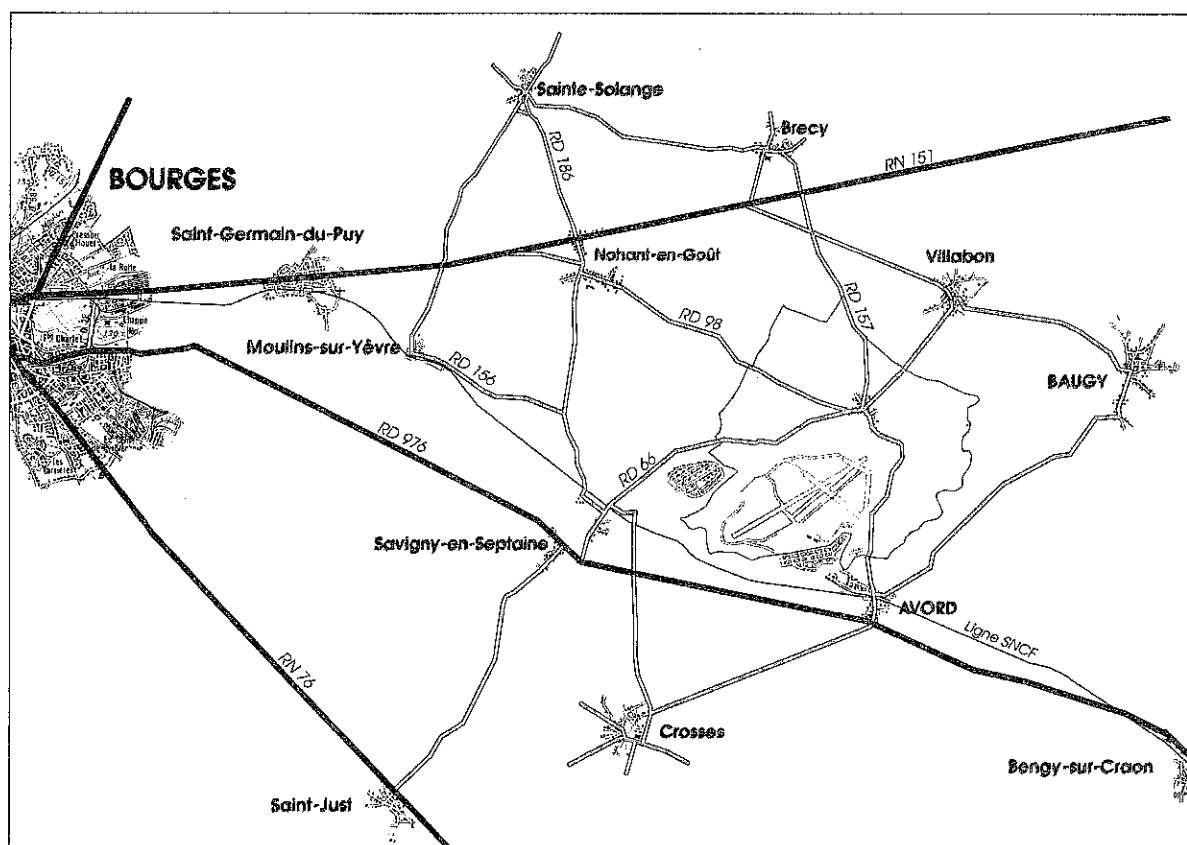 Sainte-Solange
Brecy
RD 186
RN 151
BOURGES
Saint-Germain-du-Puy
Nohant-en-Goût
Villabon
RD 98
RD 157
Moulins-sur-Yèvre
RD 156
BAUGY
RD 976
RD 66
Savigny-en-Septaine
AVORD
Ligne SNCF
RN 76
Crosses
Bengy-sur-Craon
Saint-Just